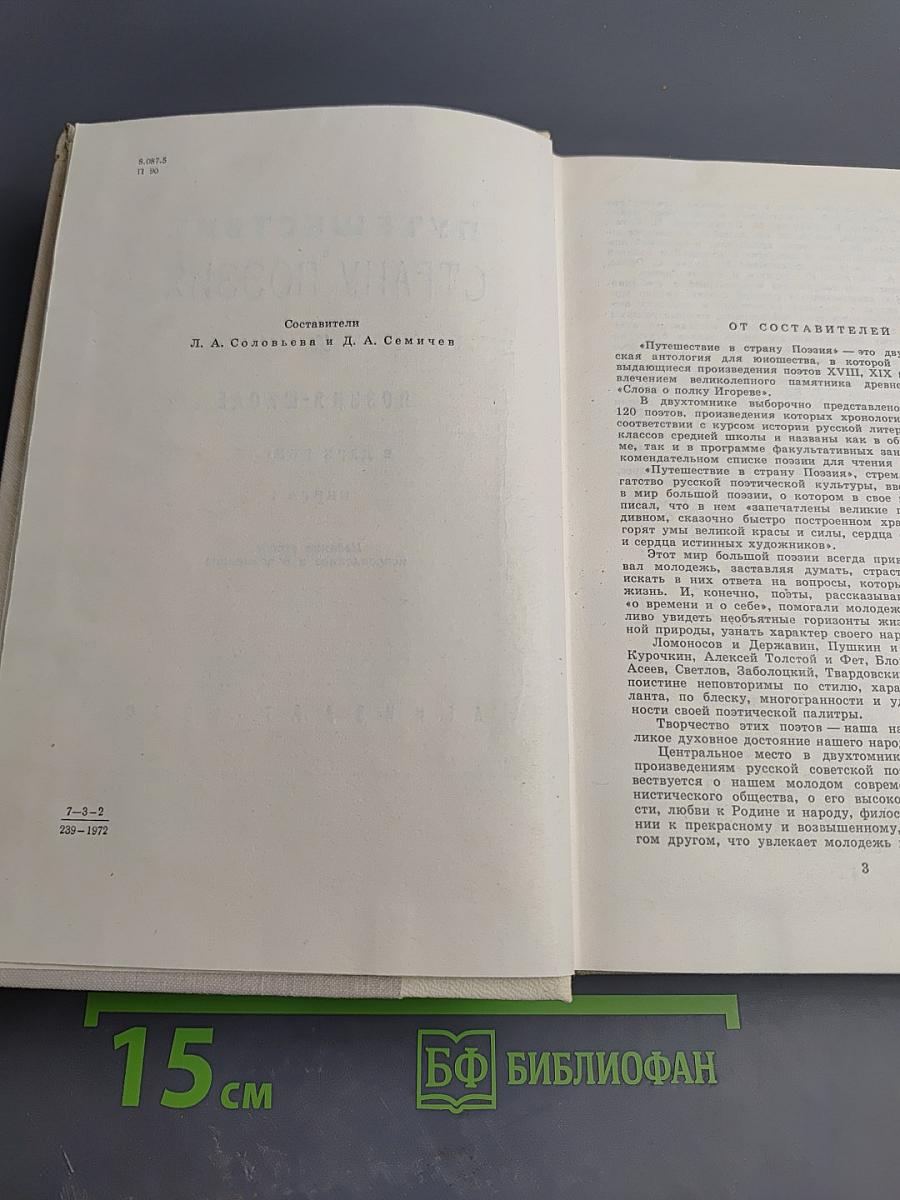 8.087.5
П 90
Составители
Л. А. Соловьева и Д. А. Семичев
7—3—2
239—1972
ОТ СОСТАВИТЕЛЕЙ
«Путешествие в страну Поэзия» — это дву
ская антология для юношества, в которой
выдающиеся произведения поэтов XVIII, XIX
влечением великолепного памятника древне
«Слова о полку Игореве».
В двухтомнике выборочно представлено
120 поэтов, произведения которых хронологи
соответствии с курсом истории русской литер
классов средней школы и названы как в об
ме, так и в программе факультативных зан
комендательном списке поэзии для чтения
«Путешествие в страну Поэзия», стрем
гатство русской поэтической культуры, вве
в мир большой поэзии, о котором в свое
писал, что в нем «запечатлены великие п
дивном, сказочно быстро построенном хра
горят умы великой красы и силы, сердца
и сердца истинных художников».
Этот мир большой поэзии всегда прив
вал молодежь, заставляя думать, страст
искать в них ответа на вопросы, которы
жизнь. И, конечно, поэты, рассказыва
«о времени и о себе», помогали молодеж
ливо увидеть необъятные горизонты жиз
ной природы, узнать характер своего нар
Ломоносов и Державин, Пушкин и
Курочкин, Алексей Толстой и Фет, Бло
Асеев, Светлов, Заболоцкий, Твардовски
поистине неповторимы по стилю, хара
ланта, по блеску, многогранности и уд
ности своей поэтической палитры.
Творчество этих поэтов — наша на
ликое духовное достояние нашего народ
Центральное место в двухтомник
произведениям русской советской поэ
вествуется о нашем молодом совреме
нистического общества, о его высоко
сти, любви к Родине и народу, филос
нии к прекрасному и возвышенному,
гом другом, что увлекает молодежь
3
15 см
БФ БИБЛИОФАН